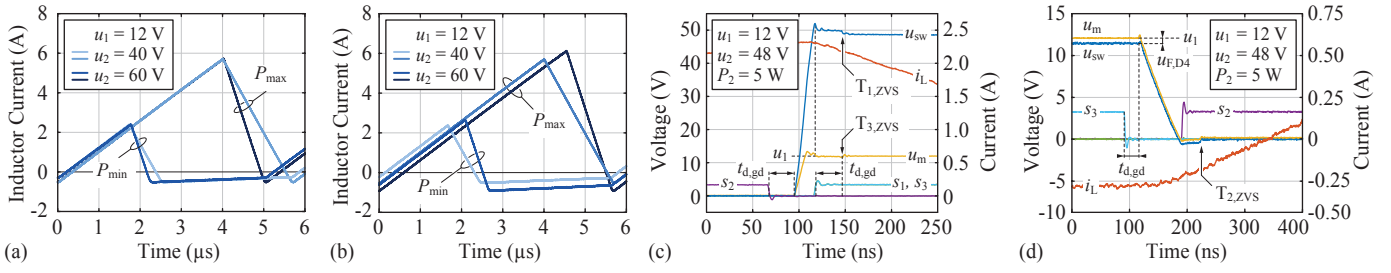 (a)
Inductor Current (A)
8
6
4
2
0
-2
u1 = 12 V
u2 = 40 V
u2 = 60 V
Pmax
Pmin
0 1 2 3 4 5 6
Time (µs)
(b)
Inductor Current (A)
8
6
4
2
0
-2
u1 = 12 V
u2 = 40 V
u2 = 60 V
Pmax
Pmin
0 1 2 3 4 5 6
Time (µs)
(c)
Voltage (V)
50
40
30
20
10
0
u1 = 12 V
u2 = 48 V
P2 = 5 W
usw
iL
T1,ZVS
T3,ZVS
u1
um
td,gd
td,gd
s2
s1, s3
2.5
2.0
1.5
1.0
0.5
0
Current (A)
0 50 100 150 200 250
Time (ns)
(d)
Voltage (V)
15
10
5
0
-5
-10
-15
um
usw
u1
uF,D4
u1 = 12 V
u2 = 48 V
P2 = 5 W
s3
s2
td,gd
iL
T2,ZVS
0.75
0.50
0.25
0
-0.25
-0.50
Current (A)
0 100 200 300 400
Time (ns)